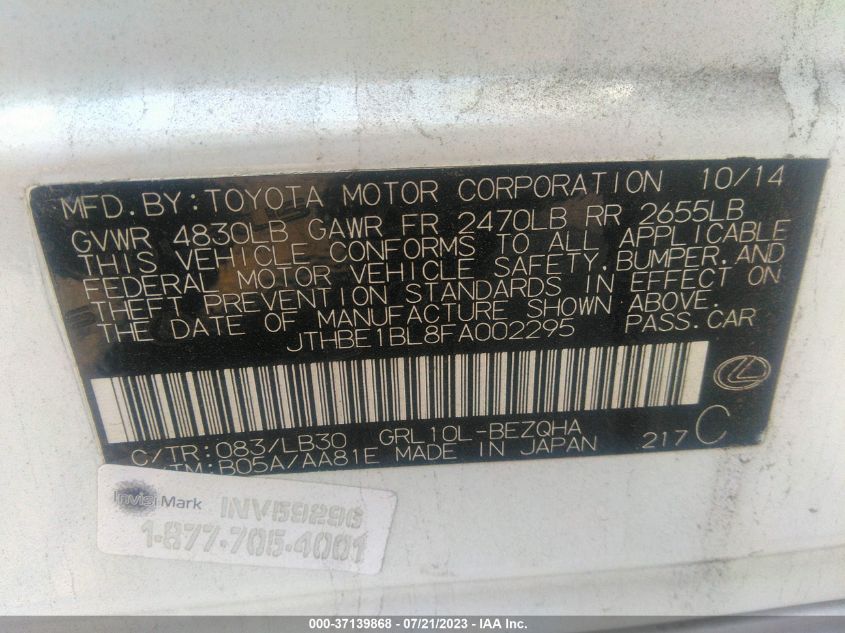 MFD. BY: TOYOTA MOTOR CORPORATION 10/14
GVWR 4830LB GAWR FR 2470LB RR 2655LB
THIS VEHICLE CONFORMS TO ALL APPLICABLE
FEDERAL MOTOR VEHICLE SAFETY, BUMPER, AND
THEFT PREVENTION STANDARDS IN EFFECT ON
THE DATE OF MANUFACTURE SHOWN ABOVE.
JTHBE1BL8FA002295 PASS. CAR
C/TR: 083/LB30 GRL10L-BEZQHA
/TM: B05A/AA81E MADE IN JAPAN 217 C
Invisi Mark INV59296
1-877-705-4001
000-37139868 - 07/21/2023 - IAA Inc.